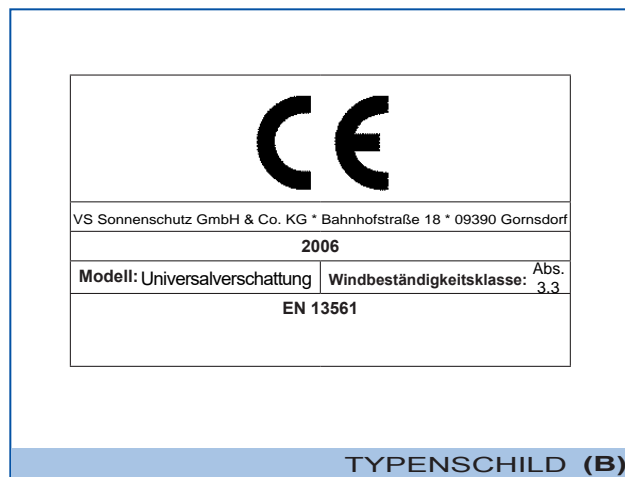 CE
VS Sonnenschutz GmbH & Co. KG * Bahnhofstraße 18 * 09390 Gornsdorf
2006
Modell: Universalverschattung Windbeständigkeitsklasse: Abs. 3.3
EN 13561
TYPENSCHILD (B)